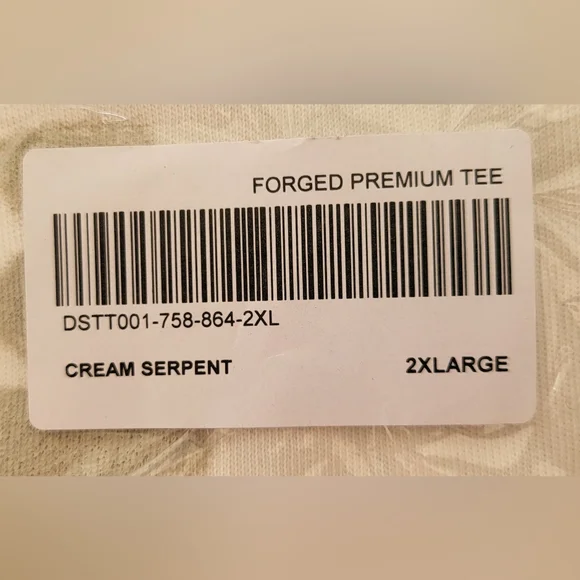 FORGED PREMIUM TEE
DSTT001-758-864-2XL
CREAM SERPENT
2XLARGE